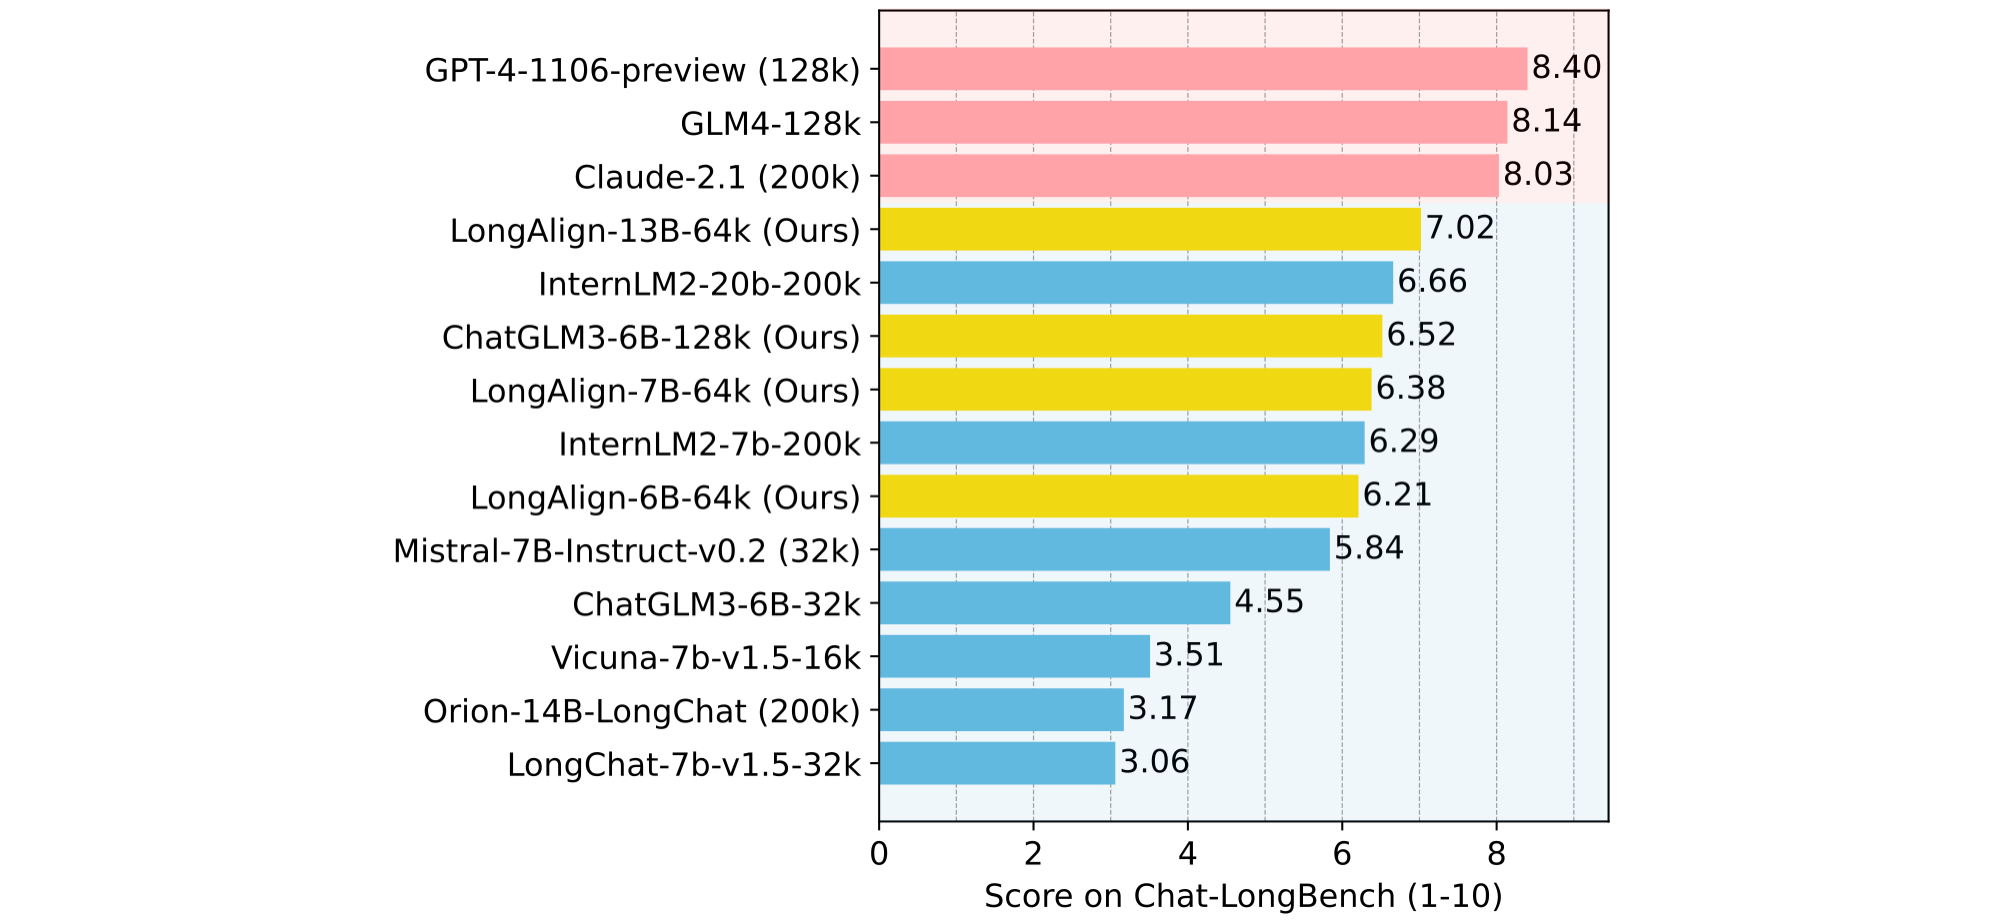 GPT-4-1106-preview (128k) 8.40
GLM4-128k 8.14
Claude-2.1 (200k) 8.03
LongAlign-13B-64k (Ours) 7.02
InternLM2-20b-200k 6.66
ChatGLM3-6B-128k (Ours) 6.52
LongAlign-7B-64k (Ours) 6.38
InternLM2-7b-200k 6.29
LongAlign-6B-64k (Ours) 6.21
Mistral-7B-Instruct-v0.2 (32k) 5.84
ChatGLM3-6B-32k 4.55
Vicuna-7b-v1.5-16k 3.51
Orion-14B-LongChat (200k) 3.17
LongChat-7b-v1.5-32k 3.06
0 2 4 6 8
Score on Chat-LongBench (1-10)